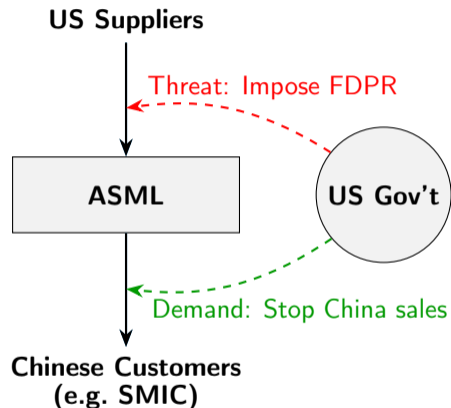 US Suppliers
Threat: Impose FDPR
ASML
US Gov't
Demand: Stop China sales
Chinese Customers
(e.g. SMIC)